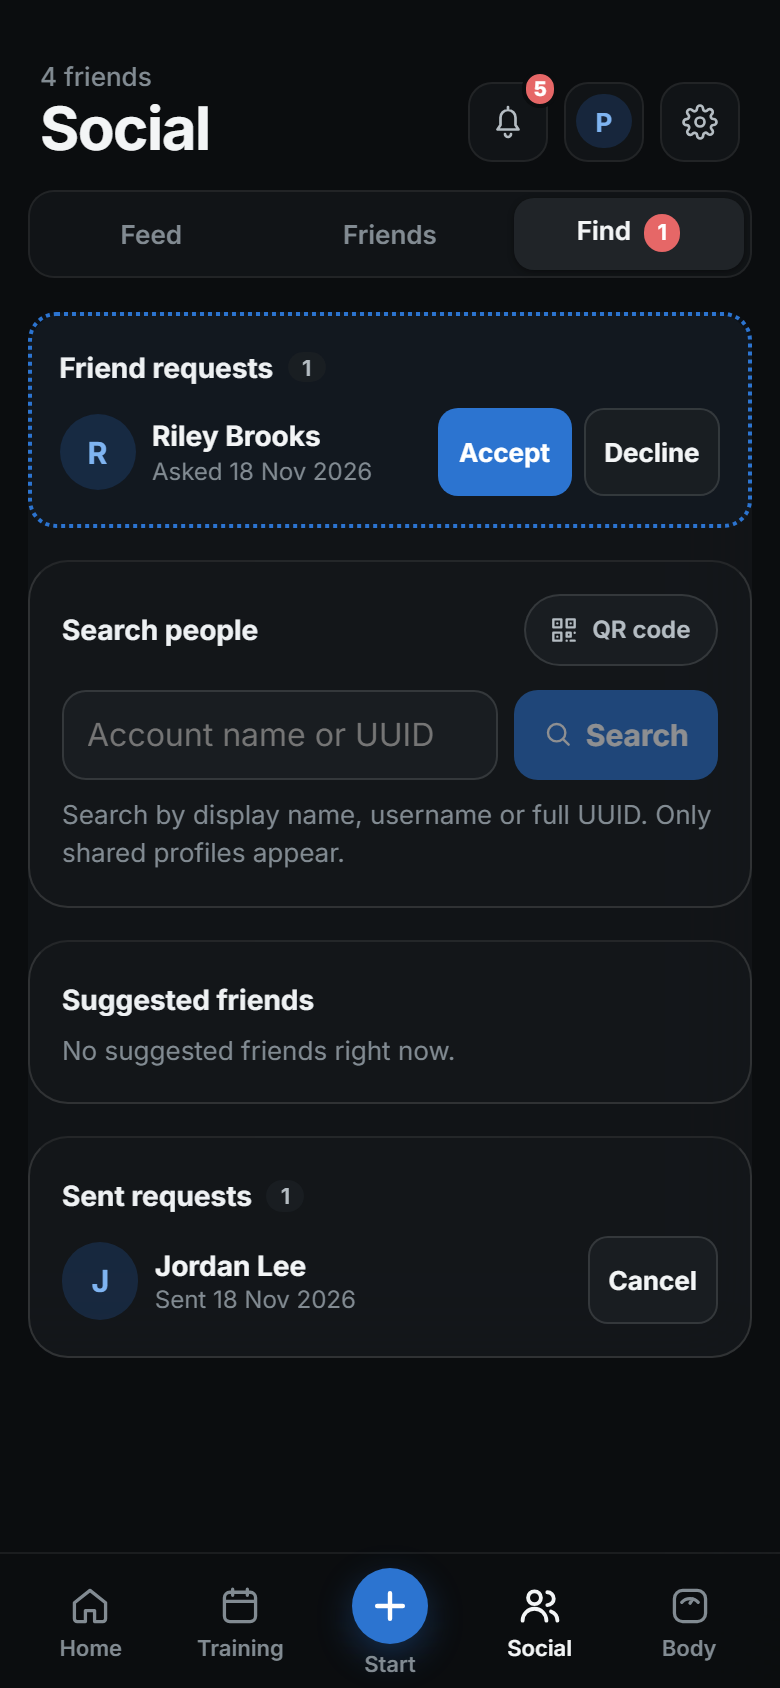 4 friends
Social
5
P
Feed
Friends
Find 1
Friend requests 1
R
Riley Brooks
Asked 18 Nov 2026
Accept
Decline
Search people
QR code
Account name or UUID
Search
Search by display name, username or full UUID. Only
shared profiles appear.
Suggested friends
No suggested friends right now.
Sent requests 1
J
Jordan Lee
Sent 18 Nov 2026
Cancel
Home
Training
Start
Social
Body